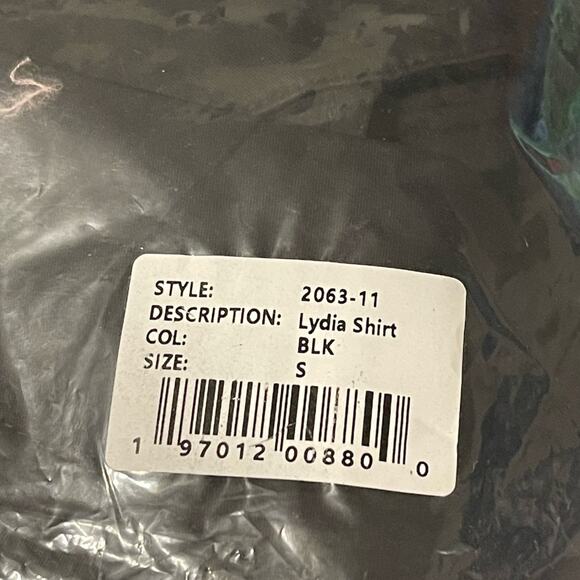 STYLE: 2063-11
DESCRIPTION: Lydia Shirt
COL: BLK
SIZE: S
1 97012 00880 0